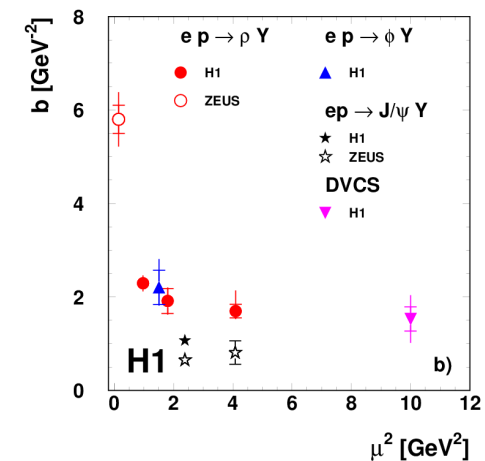 8
6
4
2
0
b [GeV⁻²]
e p → ρ Y
H1
ZEUS
e p → ϕ Y
H1
ep → J/ψ Y
H1
ZEUS
DVCS
H1
H1
b)
0 2 4 6 8 10 12
μ² [GeV²]